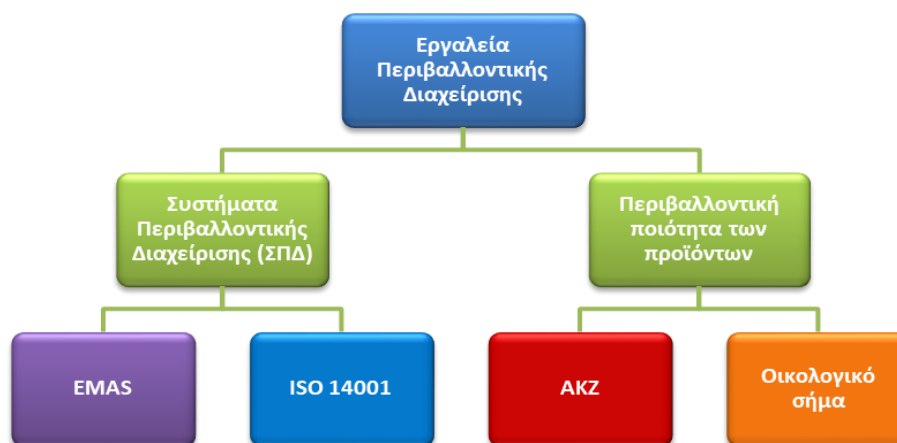 Εργαλεία
Περιβαλλοντικής
Διαχείρισης
Συστήματα
Περιβαλλοντικής
Διαχείρισης (ΣΠΔ)
Περιβαλλοντική
ποιότητα των
προϊόντων
EMAS
ISO 14001
ΑΚΖ
Οικολογικό
σήμα